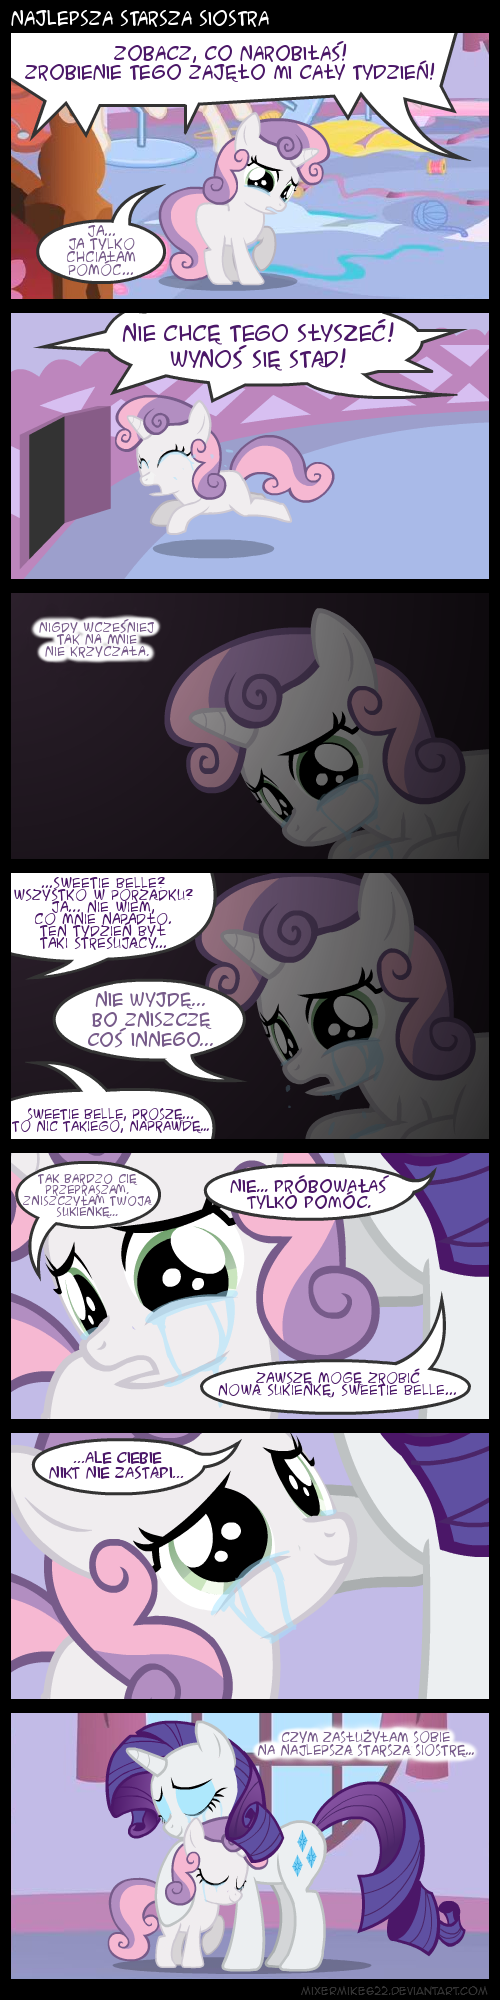 NAJLEPSZA STARSZA SIOSTRA
ZOBACZ, CO NAROBIŁAŚ!
ZROBIENIE TEGO ZAJĘŁO MI CAŁY TYDZIEŃ!
JA...
JA TYLKO
CHCIAŁAM
POMÓC...
NIE CHCĘ TEGO SŁYSZEĆ!
WYNOŚ SIĘ STĄD!
NIGDY WCZEŚNIEJ
TAK NA MNIE
NIE KRZYCZAŁA.
...SWEETIE BELLE?
WSZYSTKO W PORZĄDKU?
JA... NIE WIEM,
CO MNIE NAPADŁO.
TEN TYDZIEŃ BYŁ
TAKI STRESUJĄCY...
NIE WYJDĘ...
BO ZNISZCZĘ
COŚ INNEGO...
SWEETIE BELLE, PROSZĘ...
TO NIC TAKIEGO, NAPRAWDĘ...
TAK BARDZO CIĘ
PRZEPRASZAM.
ZNISZCZYŁAM TWOJĄ
SUKIENKĘ...
NIE... PRÓBOWAŁAŚ
TYLKO POMÓC.
ZAWSZE MOGĘ ZROBIĆ
NOWĄ SUKIENKĘ, SWEETIE BELLE...
...ALE CIEBIE
NIKT NIE ZASTĄPI...
CZYM ZASŁUŻYŁAM SOBIE
NA NAJLEPSZĄ STARSZĄ SIOSTRĘ...
MIXERMIKE622.DEVIANTART.COM